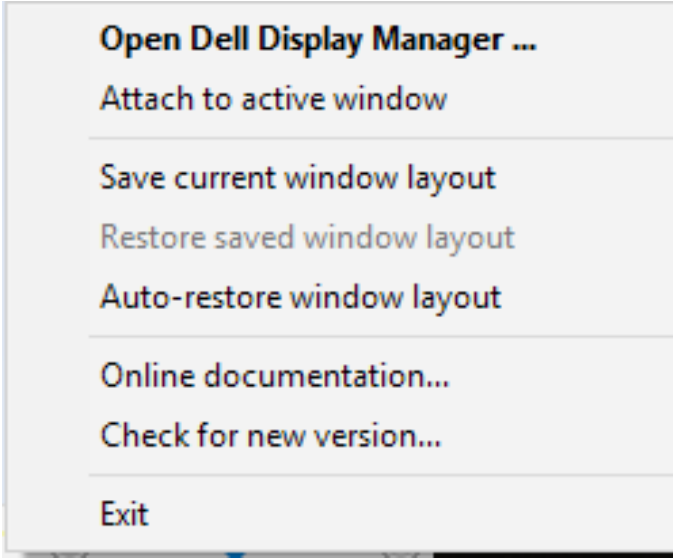 Open Dell Display Manager ...
Attach to active window
Save current window layout
Restore saved window layout
Auto-restore window layout
Online documentation...
Check for new version...
Exit